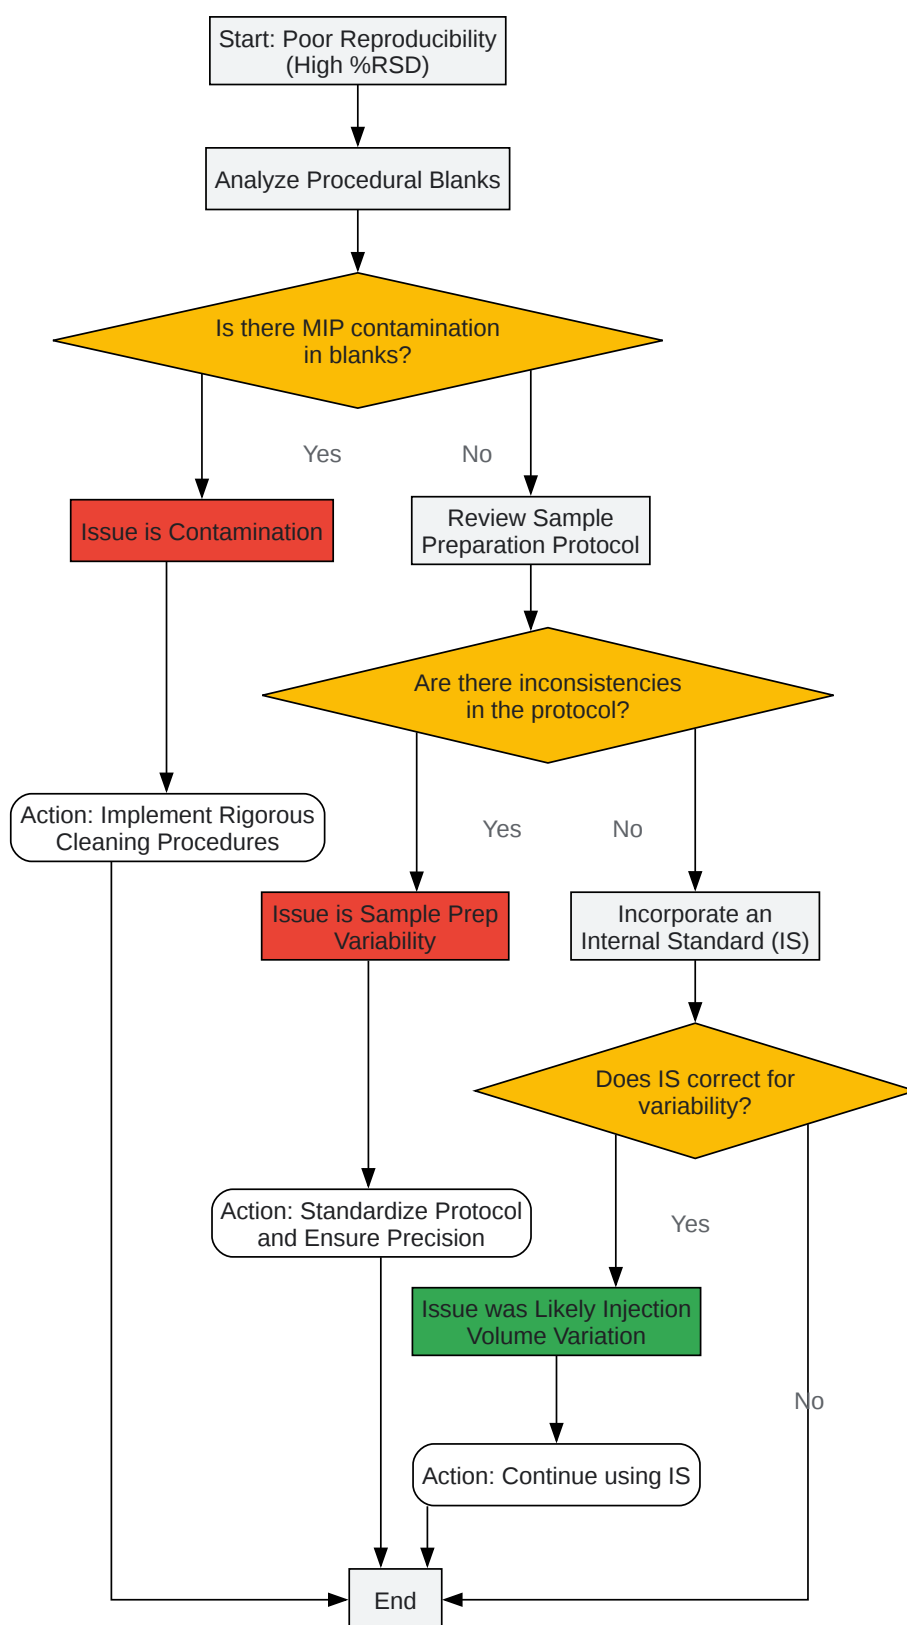 Start: Poor Reproducibility
(High %RSD)
Analyze Procedural Blanks
Is there MIP contamination
in blanks?
Yes
No
Issue is Contamination
Review Sample
Preparation Protocol
Are there inconsistencies
in the protocol?
Action: Implement Rigorous
Cleaning Procedures
Yes
No
Issue is Sample Prep
Variability
Incorporate an
Internal Standard (IS)
Does IS correct for
variability?
Action: Standardize Protocol
and Ensure Precision
Yes
Issue was Likely Injection
Volume Variation
No
Action: Continue using IS
End